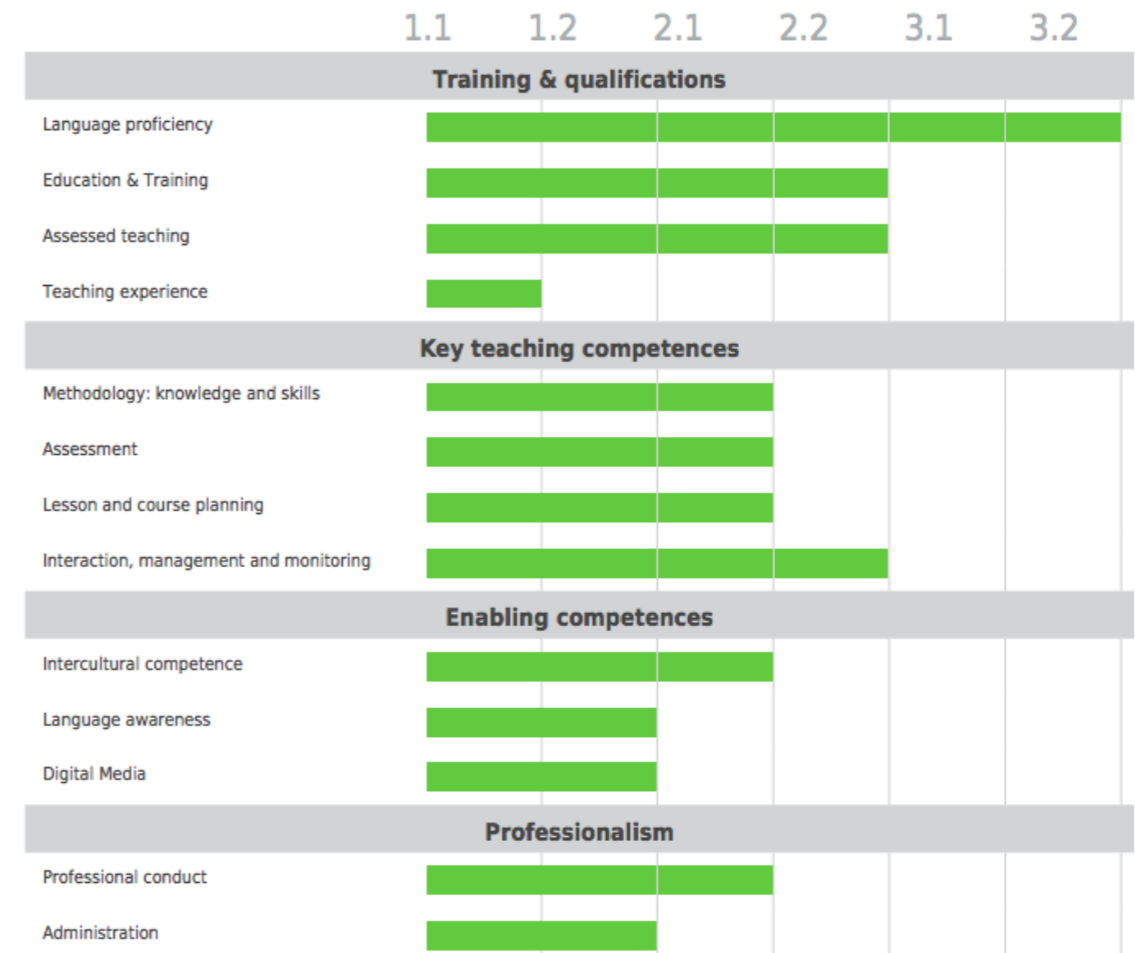 1.1 1.2 2.1 2.2 3.1 3.2
Training & qualifications
Language proficiency
Education & Training
Assessed teaching
Teaching experience
Key teaching competences
Methodology: knowledge and skills
Assessment
Lesson and course planning
Interaction, management and monitoring
Enabling competences
Intercultural competence
Language awareness
Digital Media
Professionalism
Professional conduct
Administration